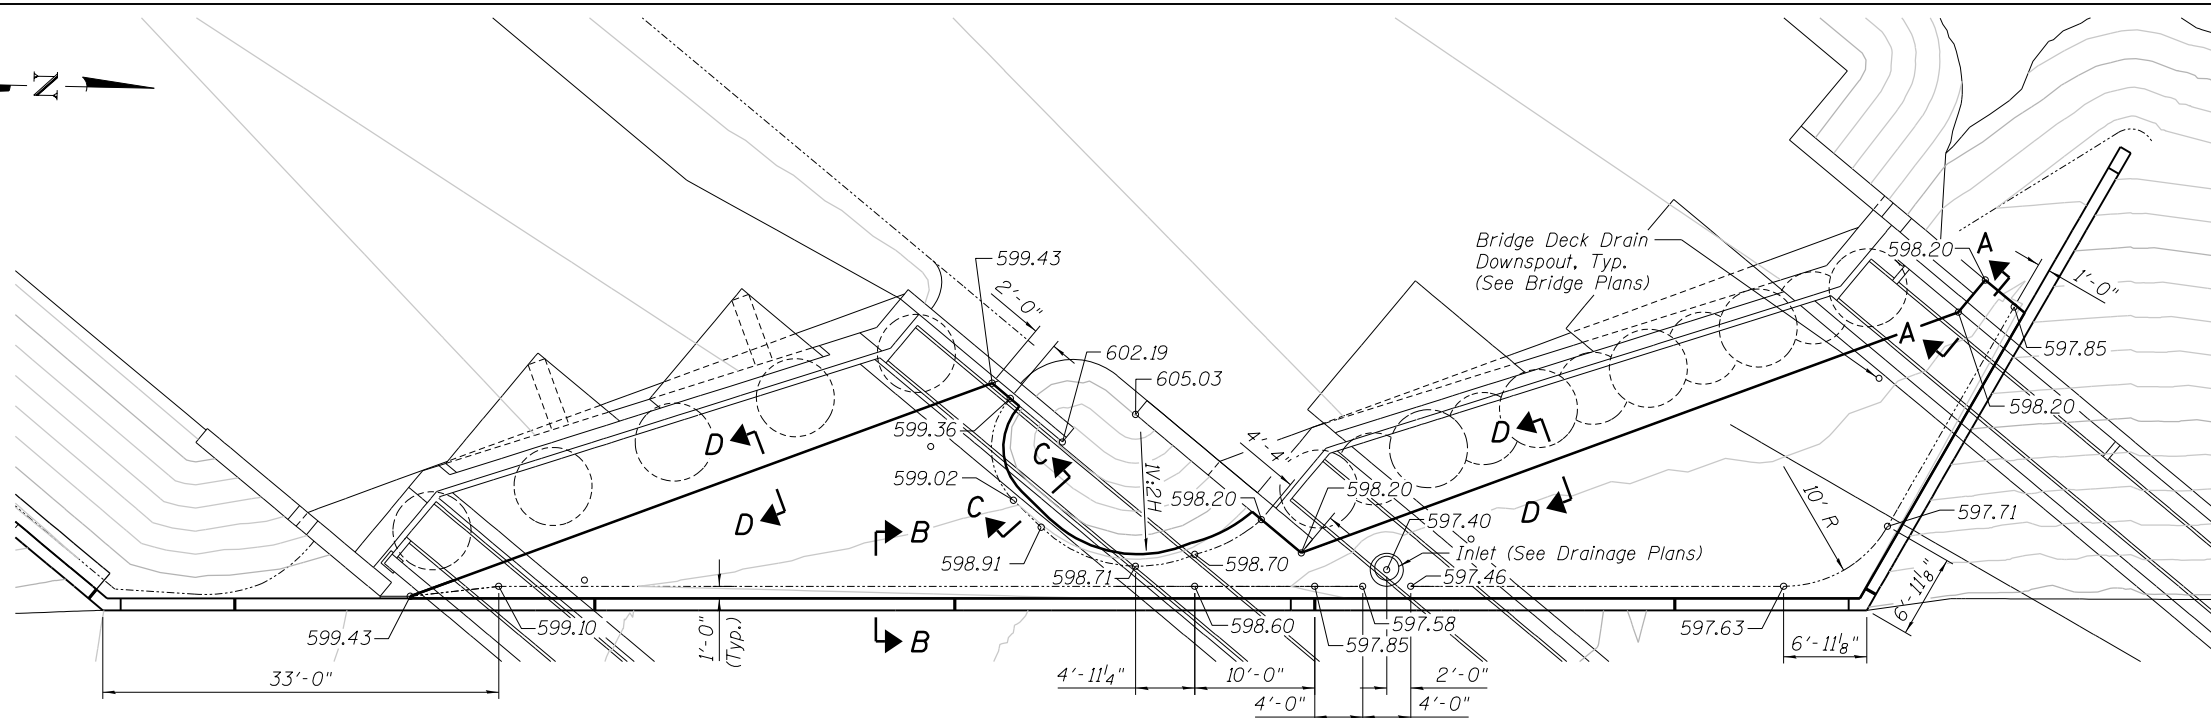 N
Bridge Deck Drain
Downspout, Typ.
(See Bridge Plans)
598.20
A
1'-0"
599.43
2'-0"
A
597.85
602.19
605.03
598.20
599.36
D
C
4'-4"
D
1V:2H
599.02
598.20
598.20
10' R
D
C
D
597.40
597.71
B
598.91
598.70
Inlet (See Drainage Plans)
598.71
597.46
6'-11 1/8"
599.43
599.10
1'-0"
(Typ.)
B
598.60
597.58
597.63
597.85
6'-11 1/8"
33'-0"
4'-11 1/4"
10'-0"
2'-0"
4'-0"
4'-0"